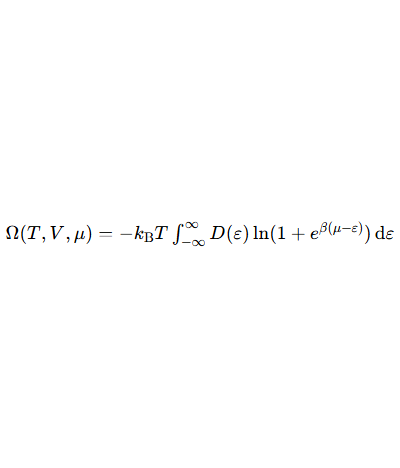 Ω(T, V, μ) = −k_B T ∫_{−∞}^{∞} D(ε) ln(1 + e^{β(μ−ε)}) dε